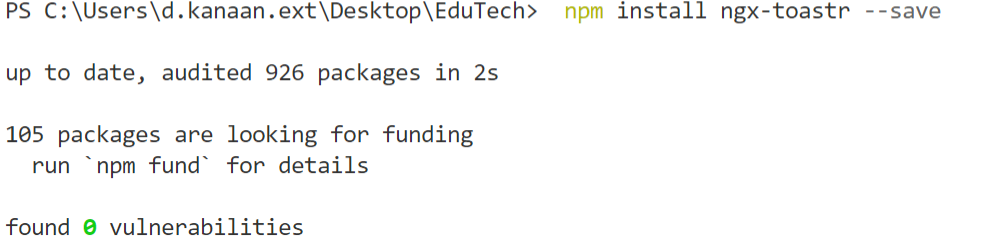 PS C:\Users\d.kanaan.ext\Desktop\EduTech>  npm install ngx-toastr --save
up to date, audited 926 packages in 2s
105 packages are looking for funding
  run `npm fund` for details
found 0 vulnerabilities